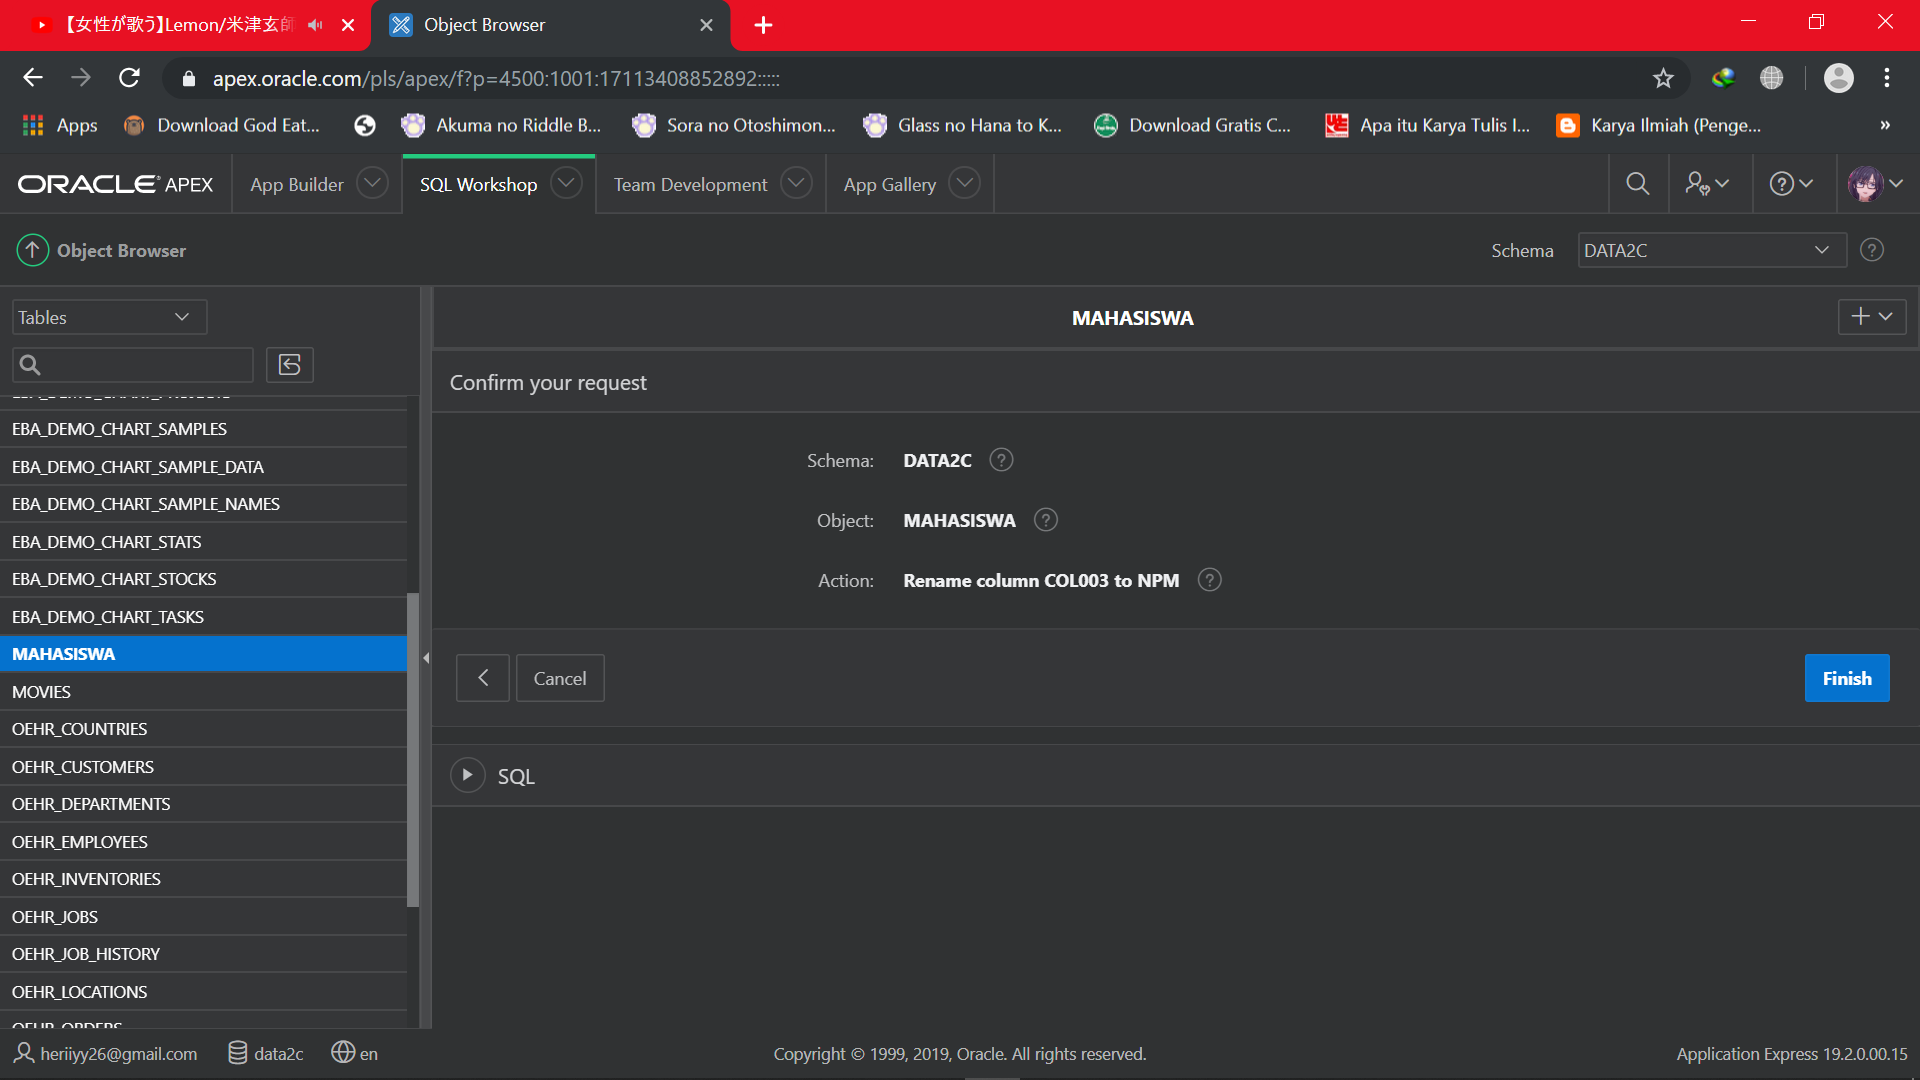 【女性が歌う】Lemon/米津玄師
Object Browser
apex.oracle.com/pls/apex/f?p=4500:1001:17113408852892:::::
Apps
Download God Eat...
Akuma no Riddle B...
Sora no Otoshimon...
Glass no Hana to K...
Download Gratis C...
Apa itu Karya Tulis I...
Karya Ilmiah (Penge...
»
ORACLE APEX
App Builder
SQL Workshop
Team Development
App Gallery
Object Browser
Schema
DATA2C
Tables
MAHASISWA
Confirm your request
EBA_DEMO_CHART_SAMPLES
EBA_DEMO_CHART_SAMPLE_DATA
EBA_DEMO_CHART_SAMPLE_NAMES
EBA_DEMO_CHART_STATS
EBA_DEMO_CHART_STOCKS
EBA_DEMO_CHART_TASKS
MAHASISWA
MOVIES
OEHR_COUNTRIES
OEHR_CUSTOMERS
OEHR_DEPARTMENTS
OEHR_EMPLOYEES
OEHR_INVENTORIES
OEHR_JOBS
OEHR_JOB_HISTORY
OEHR_LOCATIONS
Schema: DATA2C
Object: MAHASISWA
Action: Rename column COL003 to NPM
Cancel
Finish
SQL
heriiyy26@gmail.com
data2c
en
Copyright © 1999, 2019, Oracle. All rights reserved.
Application Express 19.2.0.00.15